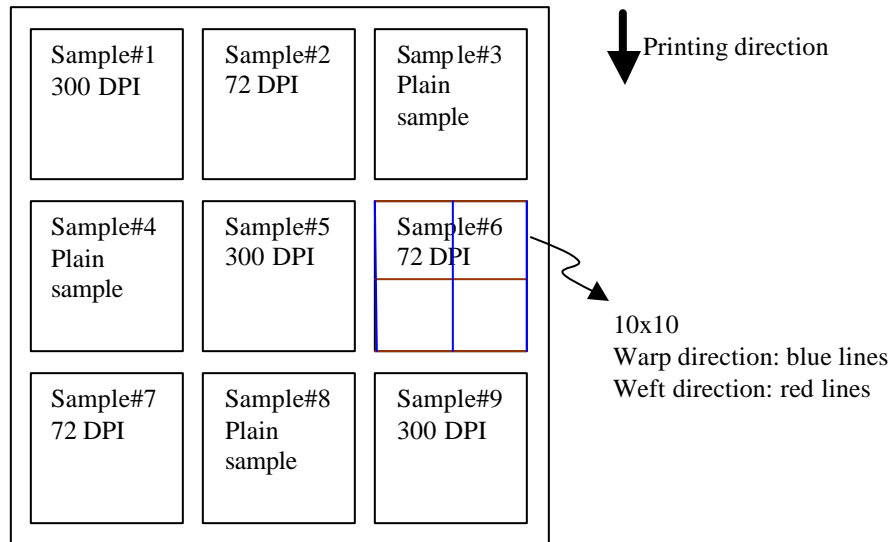 Sample#1
300 DPI
Sample#2
72 DPI
Sample#3
Plain
sample
Printing direction
Sample#4
Plain
sample
Sample#5
300 DPI
Sample#6
72 DPI
10x10
Warp direction: blue lines
Weft direction: red lines
Sample#7
72 DPI
Sample#8
Plain
sample
Sample#9
300 DPI